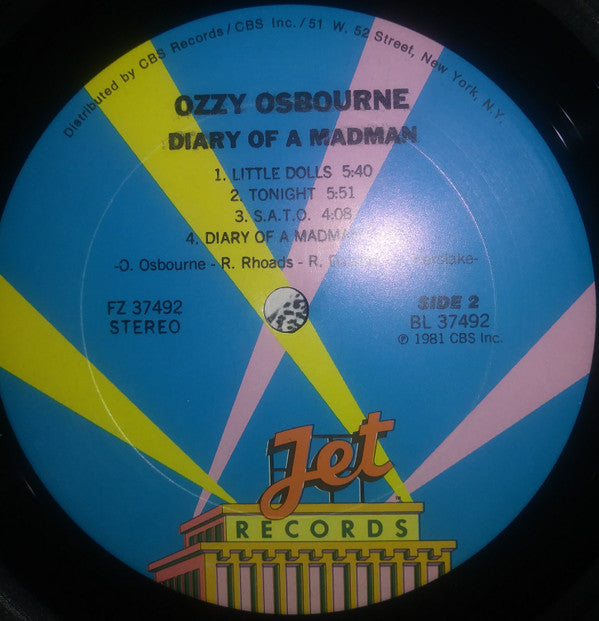 Distributed by CBS Records/CBS Inc./51 W. 52 Street, New York, N.Y.
OZZY OSBOURNE
DIARY OF A MADMAN
1. LITTLE DOLLS 5:40
2. TONIGHT 5:51
3. S.A.T.O. 4:08
4. DIARY OF A
-O. Osbourne - R. Rhoads - R.
FZ 37492
STEREO
SIDE 2
BL 37492
℗ 1981 CBS Inc.
Jet
TM
RECORDS